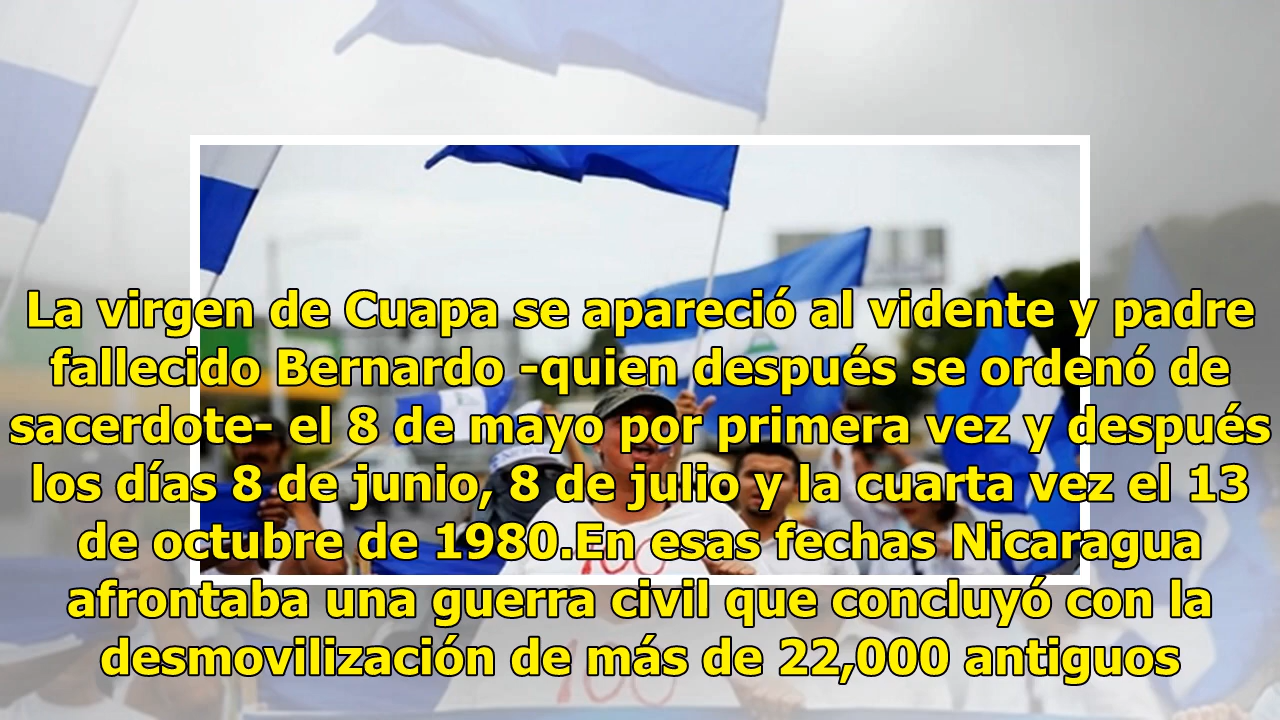 La virgen de Cuapa se apareció al vidente y padre
fallecido Bernardo -quien después se ordenó de
sacerdote- el 8 de mayo por primera vez y después
los días 8 de junio, 8 de julio y la cuarta vez el 13
de octubre de 1980.En esas fechas Nicaragua
afrontaba una guerra civil que concluyó con la
desmovilización de más de 22,000 antiguos
100
100